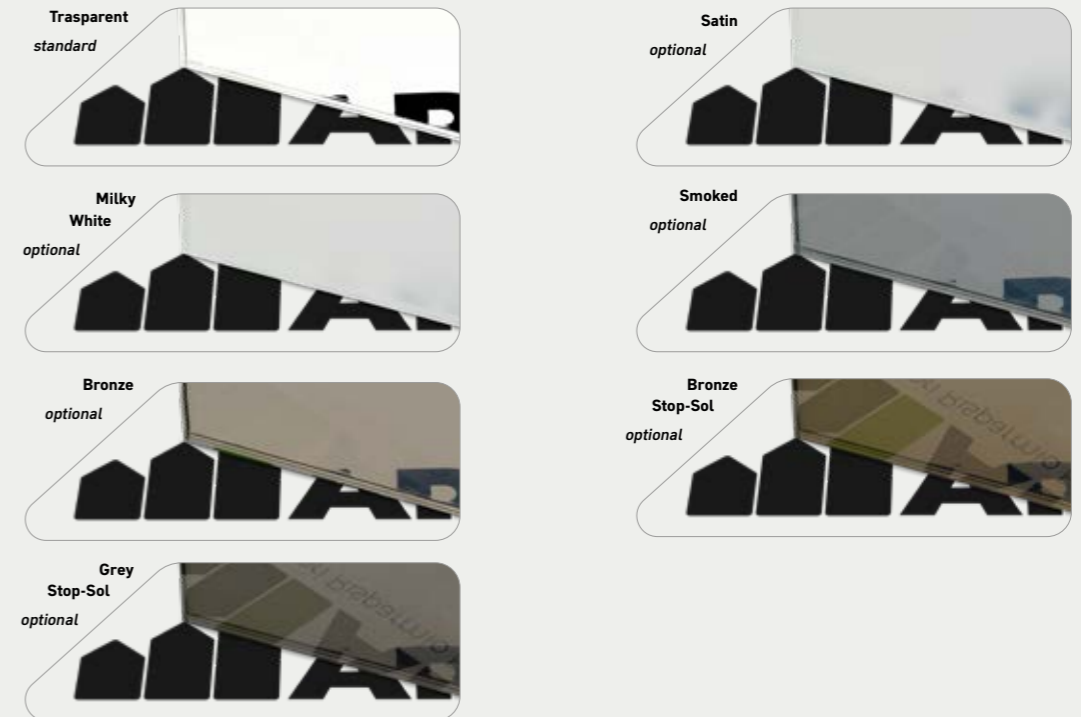 Trasparent
standard
Satin
optional
Milky
White
optional
Smoked
optional
Bronze
optional
Bronze
Stop-Sol
optional
Grey
Stop-Sol
optional